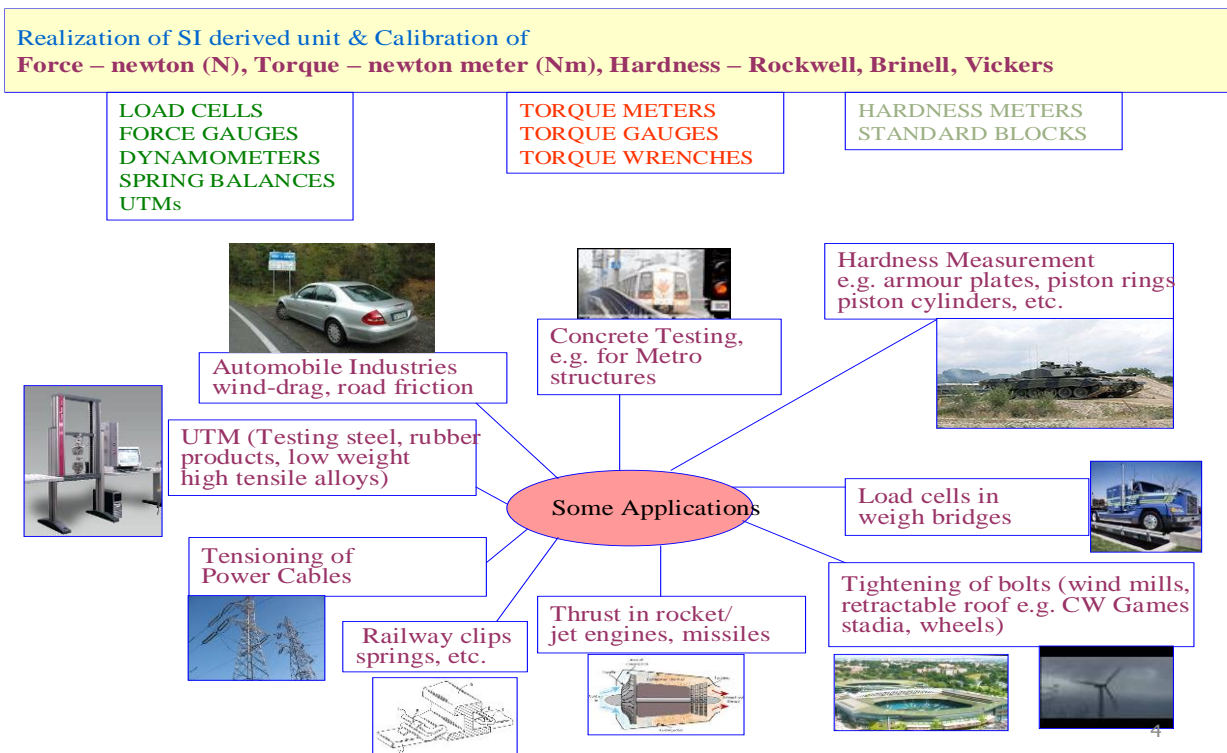 Realization of SI derived unit & Calibration of
Force – newton (N), Torque – newton meter (Nm), Hardness – Rockwell, Brinell, Vickers
LOAD CELLS
FORCE GAUGES
DYNAMOMETERS
SPRING BALANCES
UTMs
TORQUE METERS
TORQUE GAUGES
TORQUE WRENCHES
HARDNESS METERS
STANDARD BLOCKS
Automobile Industries
wind-drag, road friction
Concrete Testing,
e.g. for Metro
structures
Hardness Measurement
e.g. armour plates, piston rings
piston cylinders, etc.
UTM (Testing steel, rubber
products, low weight
high tensile alloys)
Some Applications
Load cells in
weigh bridges
Tensioning of
Power Cables
Railway clips
springs, etc.
Thrust in rocket/
jet engines, missiles
Tightening of bolts (wind mills,
retractable roof e.g. CW Games
stadia, wheels)
4